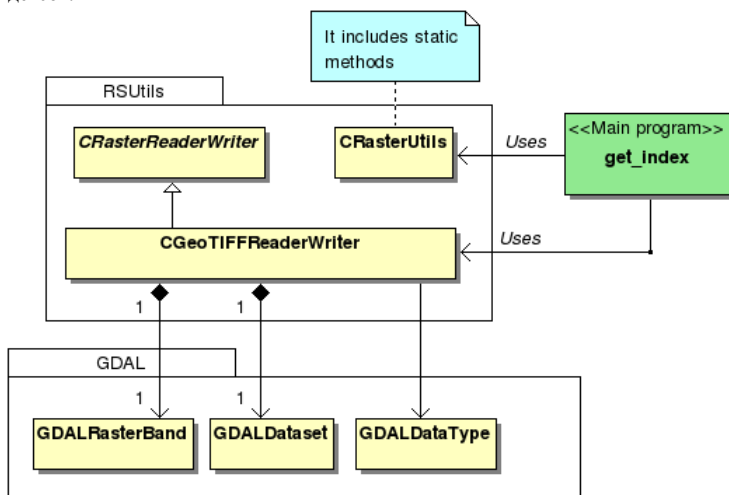 It includes static
methods
RSUtils
CRasterReaderWriter
CRasterUtils
Uses
<<Main program>>
get_index
CGeoTIFFReaderWriter
Uses
1
1
GDAL
1
1
GDALRasterBand
GDALDataset
GDALDataType